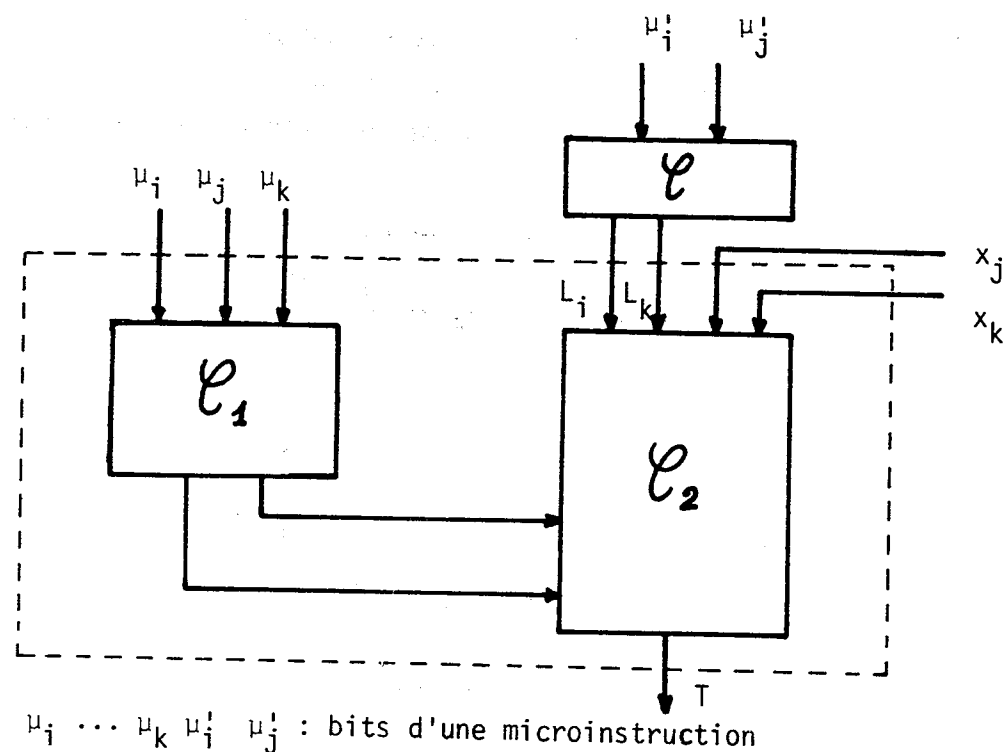 μ'i μ'j
𝒞
μi μj μk
xj
Li Lk
xk
𝒞1
𝒞2
T
μi ... μk μ'i μ'j : bits d'une microinstruction